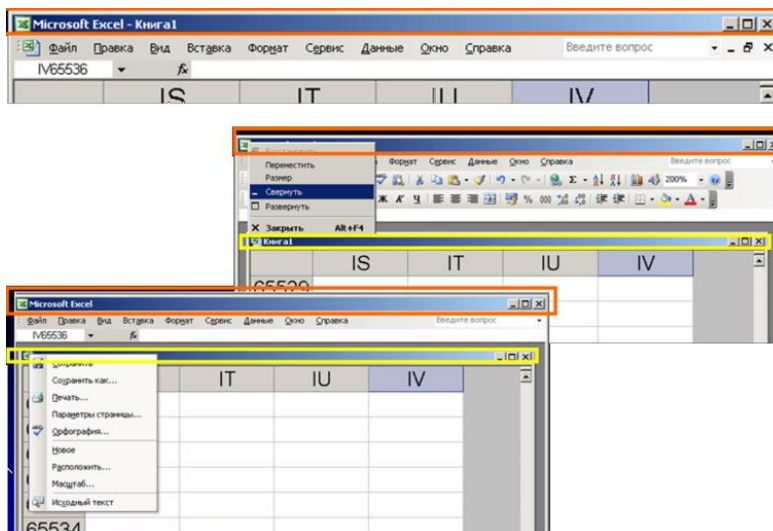 Microsoft Excel - Книга1
Файл Правка Вид Вставка Формат Сервис Данные Окно Справка Введите вопрос
IV65536 fx
IS IT IU IV
Переместить
Размер
Свернуть
Развернуть
Закрыть Alt+F4
Формат Сервис Данные Окно Справка Введите вопрос
Σ 200%
Ж К Ч % 000
Книга1
IS IT IU IV
65529
Microsoft Excel
Файл Правка Вид Вставка Формат Сервис Данные Окно Справка Введите вопрос
IV65536 fx
IT IU IV
Сохранить
Сохранить как...
Печать...
Параметры страницы...
Орфография...
Новое
Расположить...
Масштаб...
Исходный текст
65534